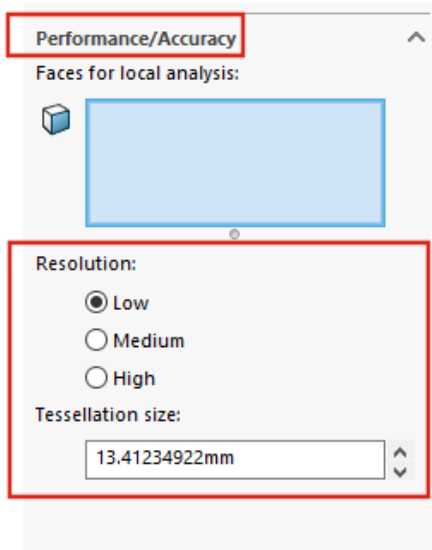 Performance/Accuracy
Faces for local analysis:
Resolution:
Low
Medium
High
Tessellation size:
13.41234922mm